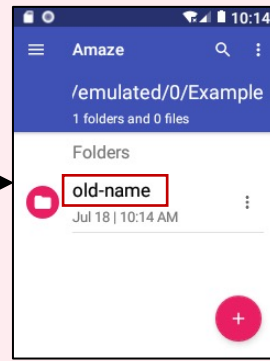 10:14
Amaze
/emulated/0/Example
1 folders and 0 files
Folders
old-name
Jul 18 | 10:14 AM